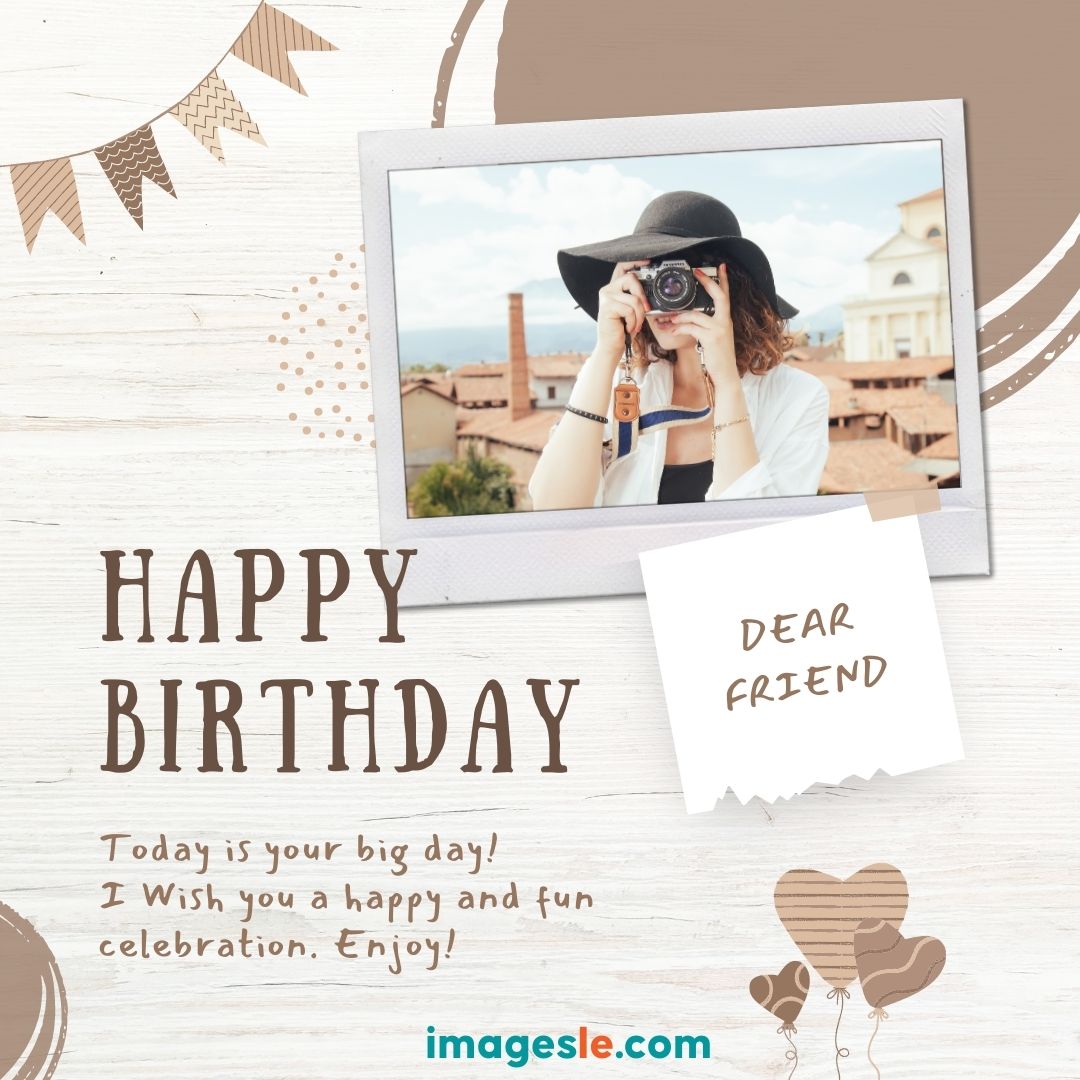 HAPPY
BIRTHDAY
DEAR
FRIEND
Today is your big day!
I Wish you a happy and fun
celebration. Enjoy!
imagesle.com